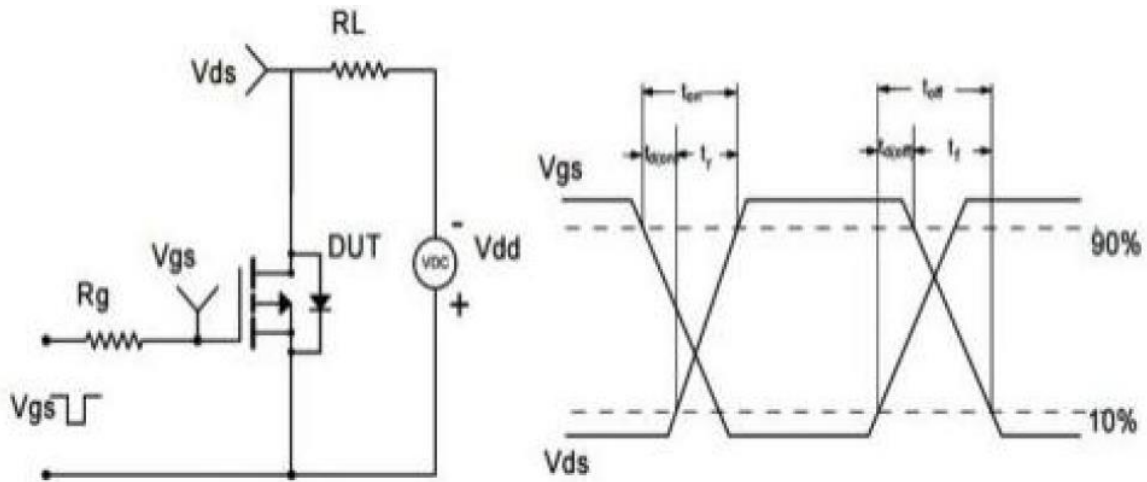 RL
Vds
DUT
-
VDC
Vdd
+
Vgs
Rg
Vgs
ton
toff
td(on)
tr
td(off)
tf
Vgs
90%
10%
Vds